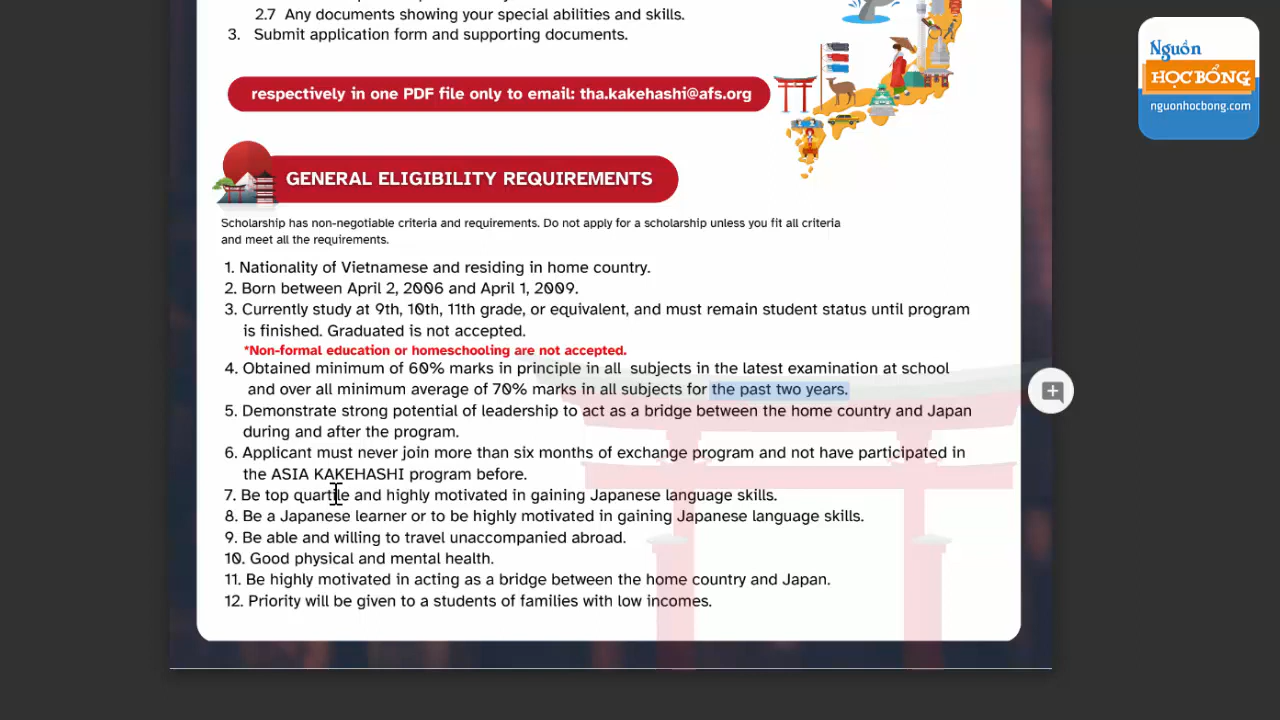 2.7 Any documents showing your special abilities and skills.
3. Submit application form and supporting documents.
Nguồn
HỌC BỔNG
nguonhocbong.com
respectively in one PDF file only to email: tha.kakehashi@afs.org
GENERAL ELIGIBILITY REQUIREMENTS
Scholarship has non-negotiable criteria and requirements. Do not apply for a scholarship unless you fit all criteria
and meet all the requirements.
1. Nationality of Vietnamese and residing in home country.
2. Born between April 2, 2006 and April 1, 2009.
3. Currently study at 9th, 10th, 11th grade, or equivalent, and must remain student status until program
is finished. Graduated is not accepted.
*Non-formal education or homeschooling are not accepted.
4. Obtained minimum of 60% marks in principle in all subjects in the latest examination at school
and over all minimum average of 70% marks in all subjects for the past two years.
5. Demonstrate strong potential of leadership to act as a bridge between the home country and Japan
during and after the program.
6. Applicant must never join more than six months of exchange program and not have participated in
the ASIA KAKEHASHI program before.
7. Be top quartile and highly motivated in gaining Japanese language skills.
8. Be a Japanese learner or to be highly motivated in gaining Japanese language skills.
9. Be able and willing to travel unaccompanied abroad.
10. Good physical and mental health.
11. Be highly motivated in acting as a bridge between the home country and Japan.
12. Priority will be given to a students of families with low incomes.